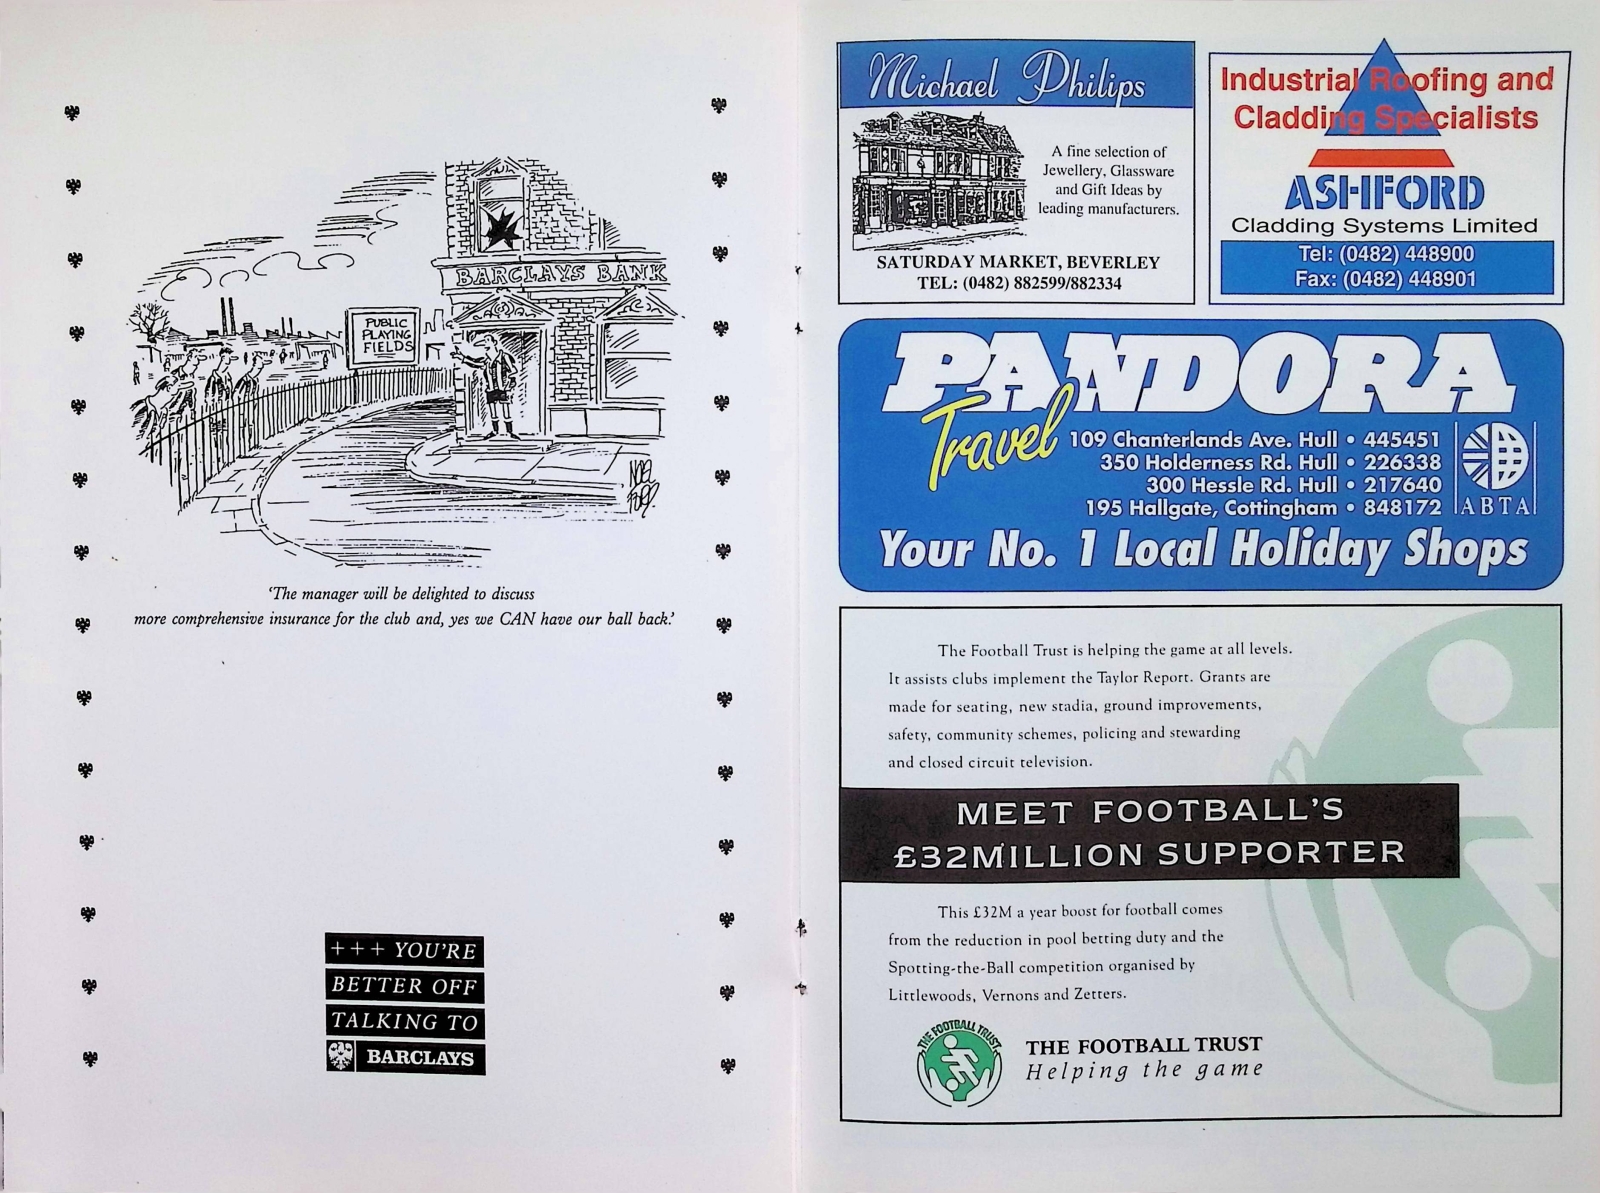 BARCLAYS BANK
PUBLIC
PLAYING
FIELDS
'The manager will be delighted to discuss
more comprehensive insurance for the club and, yes we CAN have our ball back.'
+++ YOU'RE
BETTER OFF
TALKING TO
BARCLAYS
Michael Philips
A fine selection of
Jewellery, Glassware
and Gift Ideas by
leading manufacturers.
SATURDAY MARKET, BEVERLEY
TEL: (0482) 882599/882334
Industrial Roofing and
Cladding Specialists
ASHFORD
Cladding Systems Limited
Tel: (0482) 448900
Fax: (0482) 448901
PANDORA
Travel
109 Chanterlands Ave. Hull • 445451
350 Holderness Rd. Hull • 226338
300 Hessle Rd. Hull • 217640
195 Hallgate, Cottingham • 848172
ABTA
Your No. 1 Local Holiday Shops
The Football Trust is helping the game at all levels.
It assists clubs implement the Taylor Report. Grants are
made for seating, new stadia, ground improvements,
safety, community schemes, policing and stewarding
and closed circuit television.
MEET FOOTBALL'S
£32MILLION SUPPORTER
This £32M a year boost for football comes
from the reduction in pool betting duty and the
Spotting-the-Ball competition organised by
Littlewoods, Vernons and Zetters.
THE FOOTBALL TRUST
THE FOOTBALL TRUST
Helping the game